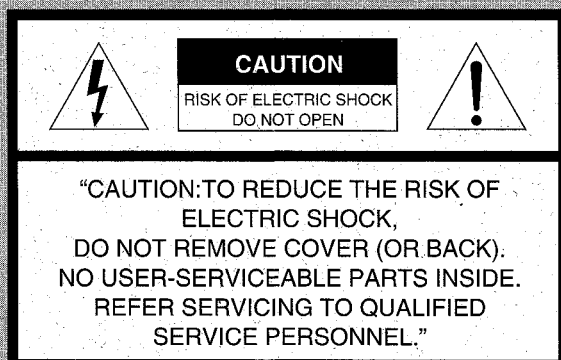 CAUTION
RISK OF ELECTRIC SHOCK
DO NOT OPEN
“CAUTION:TO REDUCE THE RISK OF
ELECTRIC SHOCK,
DO NOT REMOVE COVER (OR BACK).
NO USER-SERVICEABLE PARTS INSIDE.
REFER SERVICING TO QUALIFIED
SERVICE PERSONNEL.”